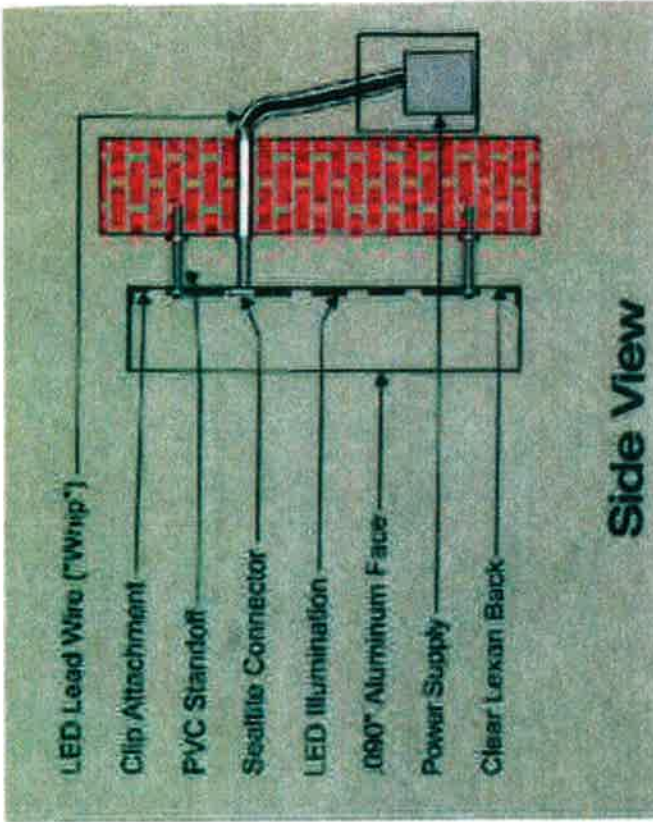 LED Lead Wire ("Whip")
Clip Attachment
PVC Standoff
Sealtite Connector
LED Illumination
.090" Aluminum Face
Power Supply
Clear Lexan Back
Side View